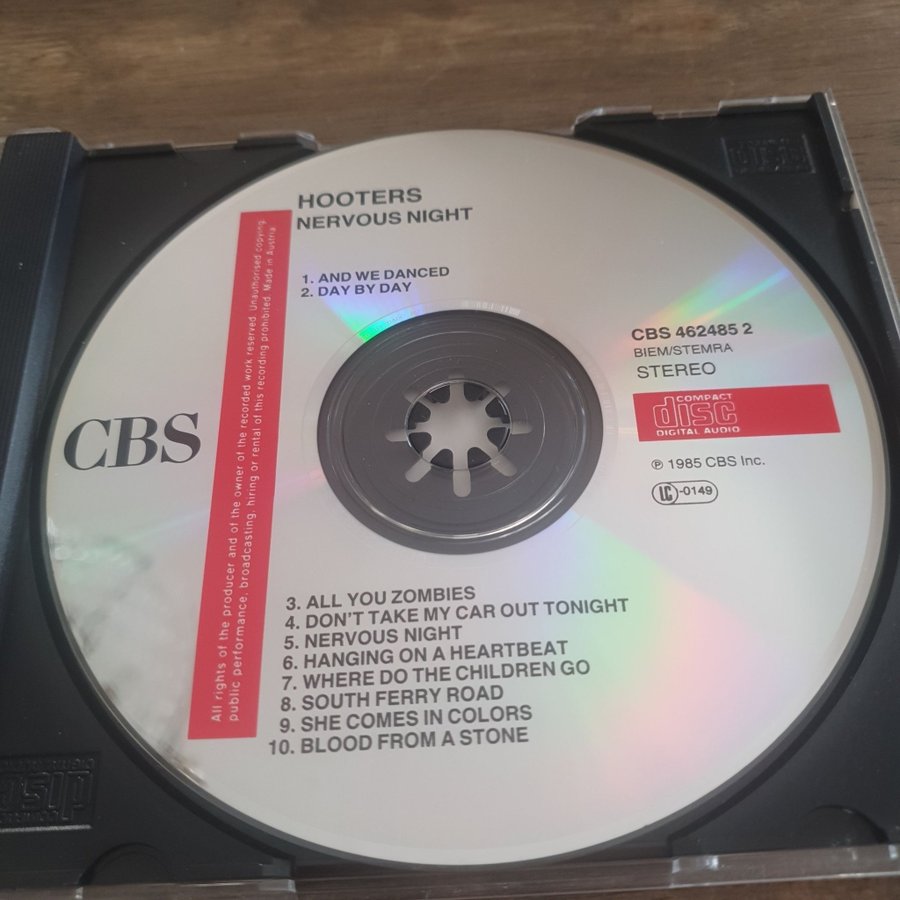 HOOTERS
NERVOUS NIGHT
1. AND WE DANCED
2. DAY BY DAY
CBS 462485 2
BIEM/STEMRA
STEREO
COMPACT
disc
DIGITAL AUDIO
℗ 1985 CBS Inc.
LC-0149
CBS
All rights of the producer and of the owner of the recorded work reserved. Unauthorised copying,
public performance, broadcasting, hiring or rental of this recording prohibited. Made in Austria
3. ALL YOU ZOMBIES
4. DON'T TAKE MY CAR OUT TONIGHT
5. NERVOUS NIGHT
6. HANGING ON A HEARTBEAT
7. WHERE DO THE CHILDREN GO
8. SOUTH FERRY ROAD
9. SHE COMES IN COLORS
10. BLOOD FROM A STONE
disc
disc